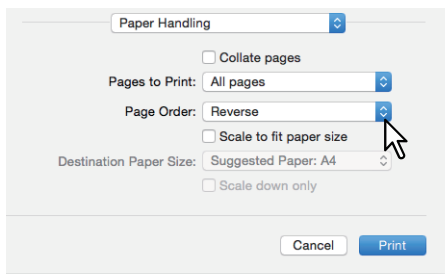 Paper Handling
Collate pages
Pages to Print: All pages
Page Order: Reverse
Scale to fit paper size
Destination Paper Size: Suggested Paper: A4
Scale down only
Cancel Print